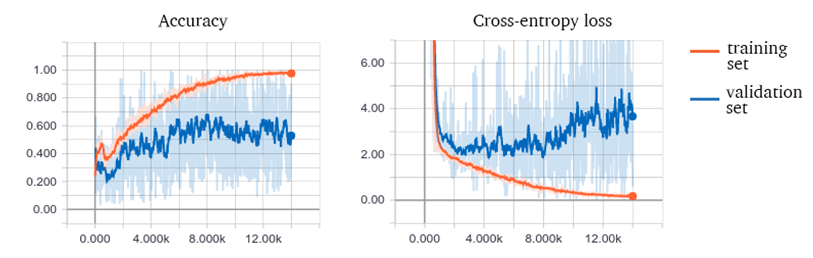 Accuracy
Cross-entropy loss
1.00
0.800
0.600
0.400
0.200
0.00
0.000
4.000k
8.000k
12.00k
6.00
4.00
2.00
0.00
0.000
4.000k
8.000k
12.00k
training
set
validation
set